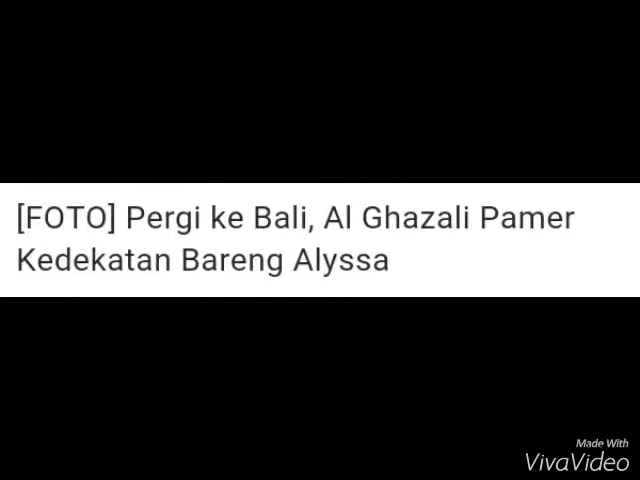 [FOTO] Pergi ke Bali, Al Ghazali Pamer
Kedekatan Bareng Alyssa
Made With
VivaVideo